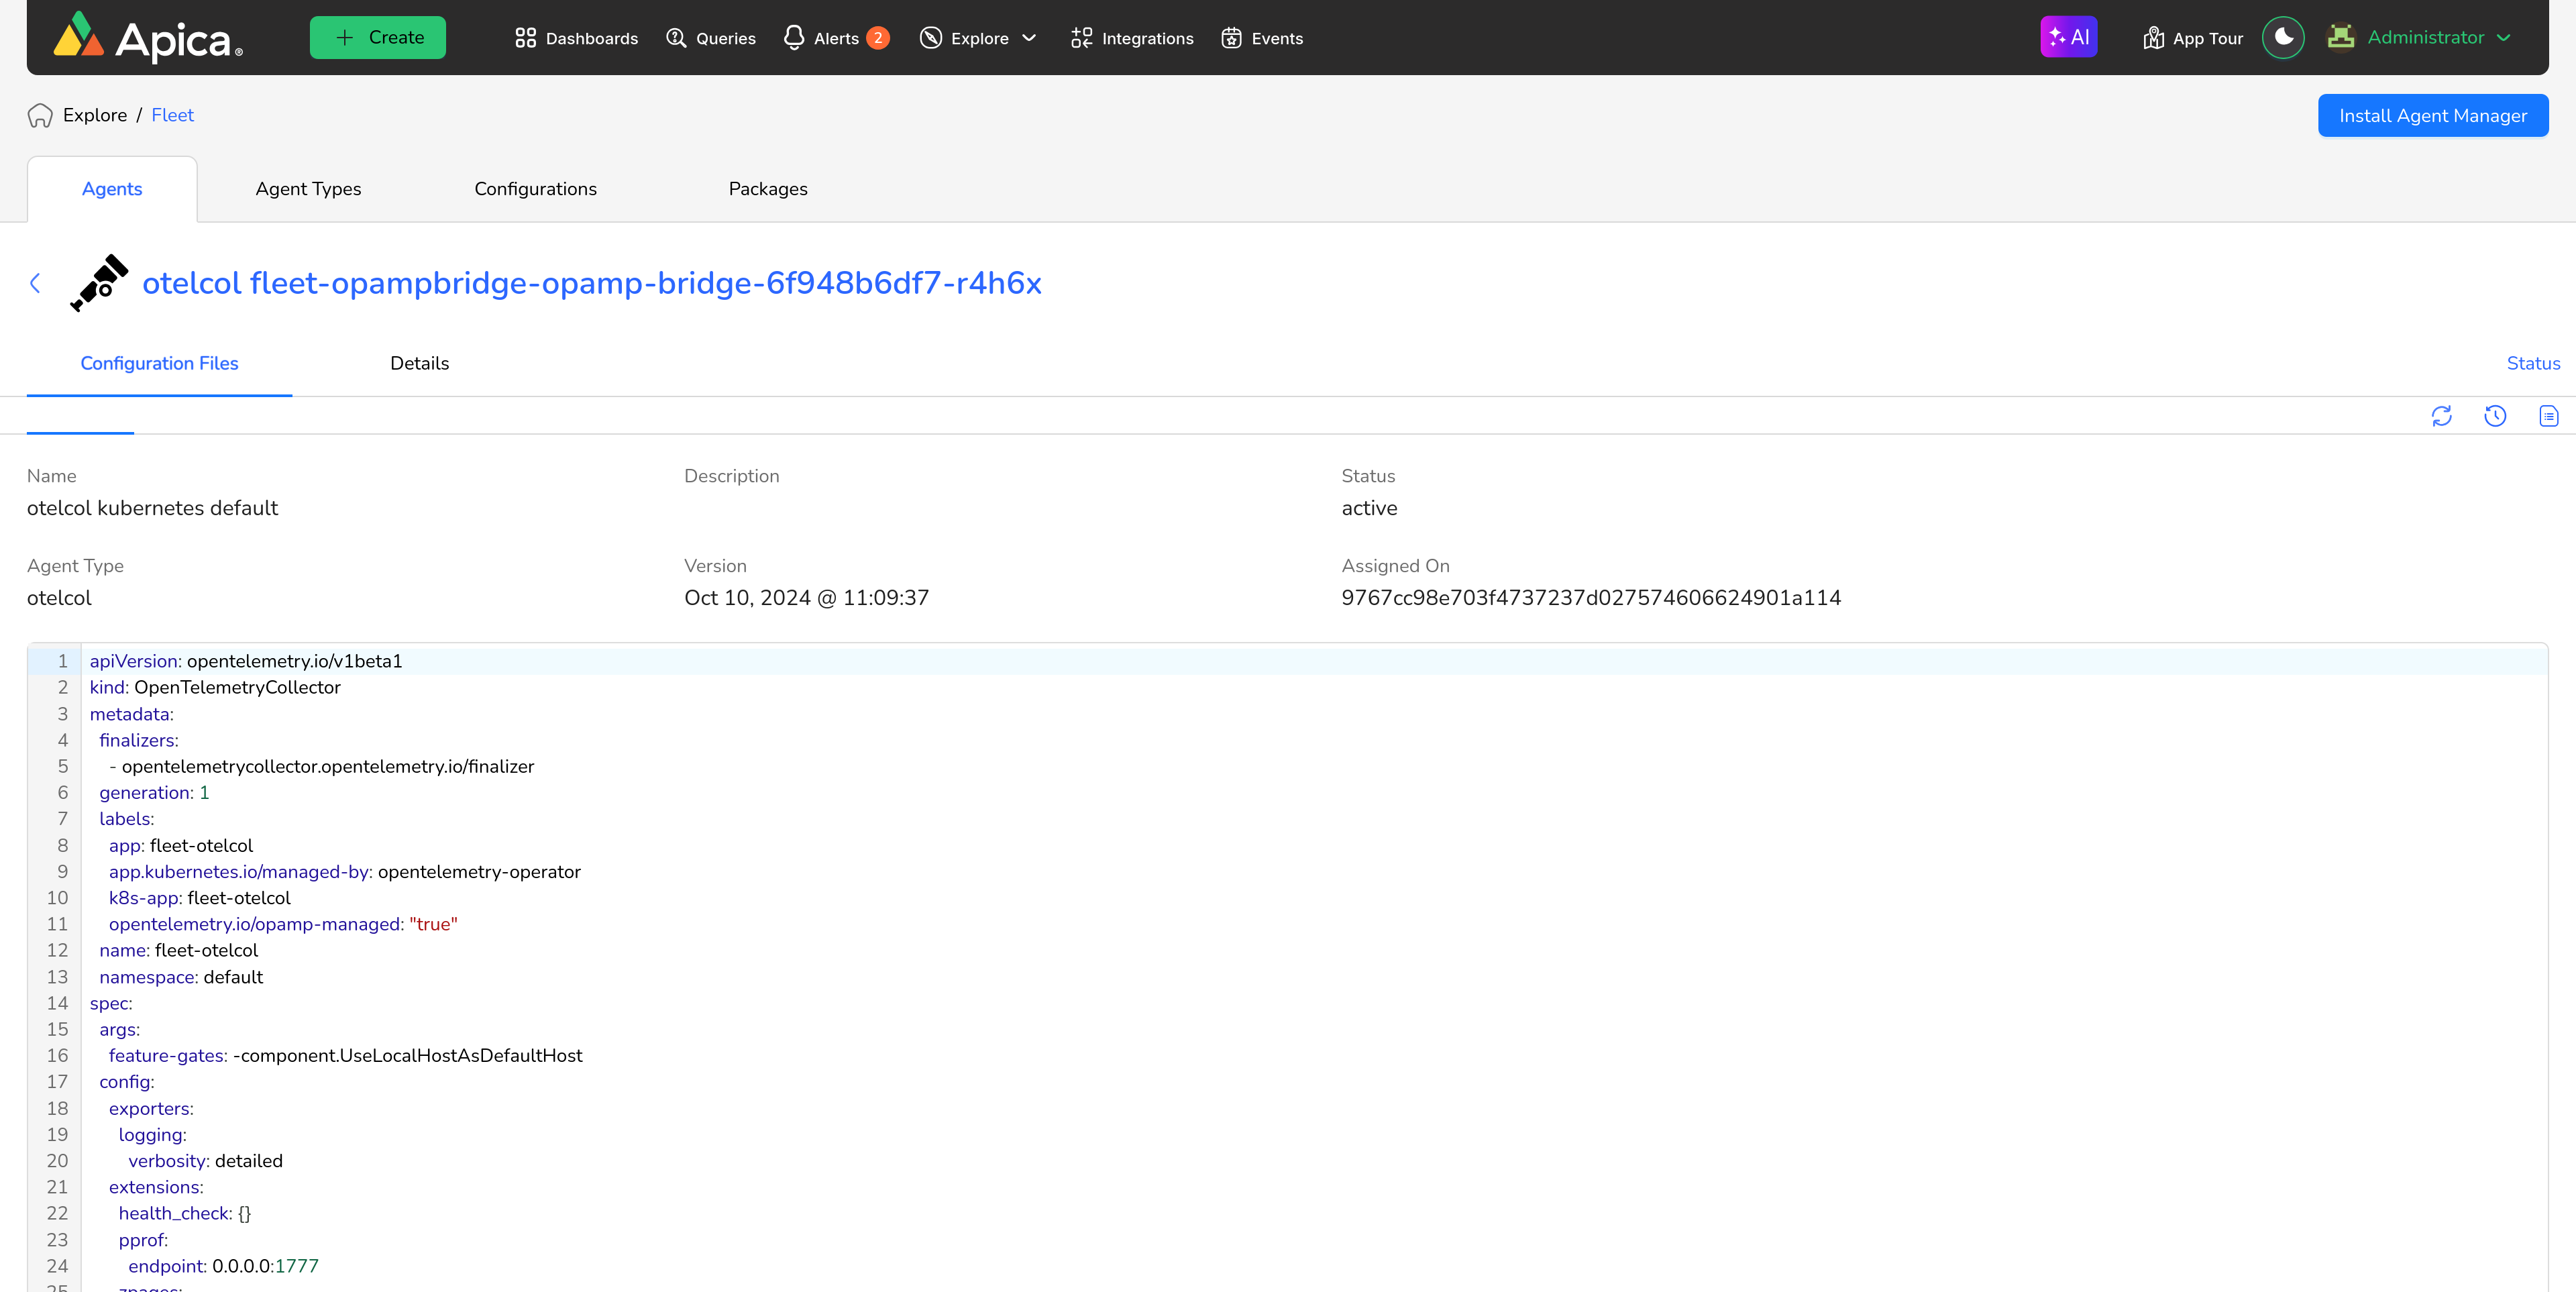 Apica®
Create
Dashboards
Queries
Alerts 2
Explore
Integrations
Events
AI
App Tour
Administrator
Explore / Fleet
Install Agent Manager
Agents
Agent Types
Configurations
Packages
otelcol fleet-opampbridge-opamp-bridge-6f948b6df7-r4h6x
Configuration Files
Details
Status
Name
otelcol kubernetes default
Description
Status
active
Agent Type
otelcol
Version
Oct 10, 2024 @ 11:09:37
Assigned On
9767cc98e703f4737237d027574606624901a114
1 apiVersion: opentelemetry.io/v1beta1
2 kind: OpenTelemetryCollector
3 metadata:
4   finalizers:
5     - opentelemetrycollector.opentelemetry.io/finalizer
6   generation: 1
7   labels:
8     app: fleet-otelcol
9     app.kubernetes.io/managed-by: opentelemetry-operator
10     k8s-app: fleet-otelcol
11     opentelemetry.io/opamp-managed: "true"
12   name: fleet-otelcol
13   namespace: default
14 spec:
15   args:
16     feature-gates: -component.UseLocalHostAsDefaultHost
17   config:
18     exporters:
19       logging:
20         verbosity: detailed
21     extensions:
22       health_check: {}
23       pprof:
24         endpoint: 0.0.0.0:1777
25       zpages: